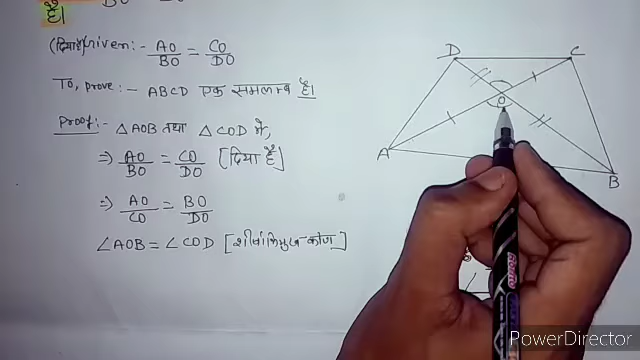 है।
(दिया है) Given:- AO/BO = CO/DO
To, prove:- ABCD एक समलम्ब है।
Proof:- △AOB तथा △COD में,
⇒ AO/BO = CO/DO [दिया है]
⇒ AO/CO = BO/DO
∠AOB = ∠COD [शीर्षाभिमुख-कोण]
D
C
O
A
B
PowerDirector